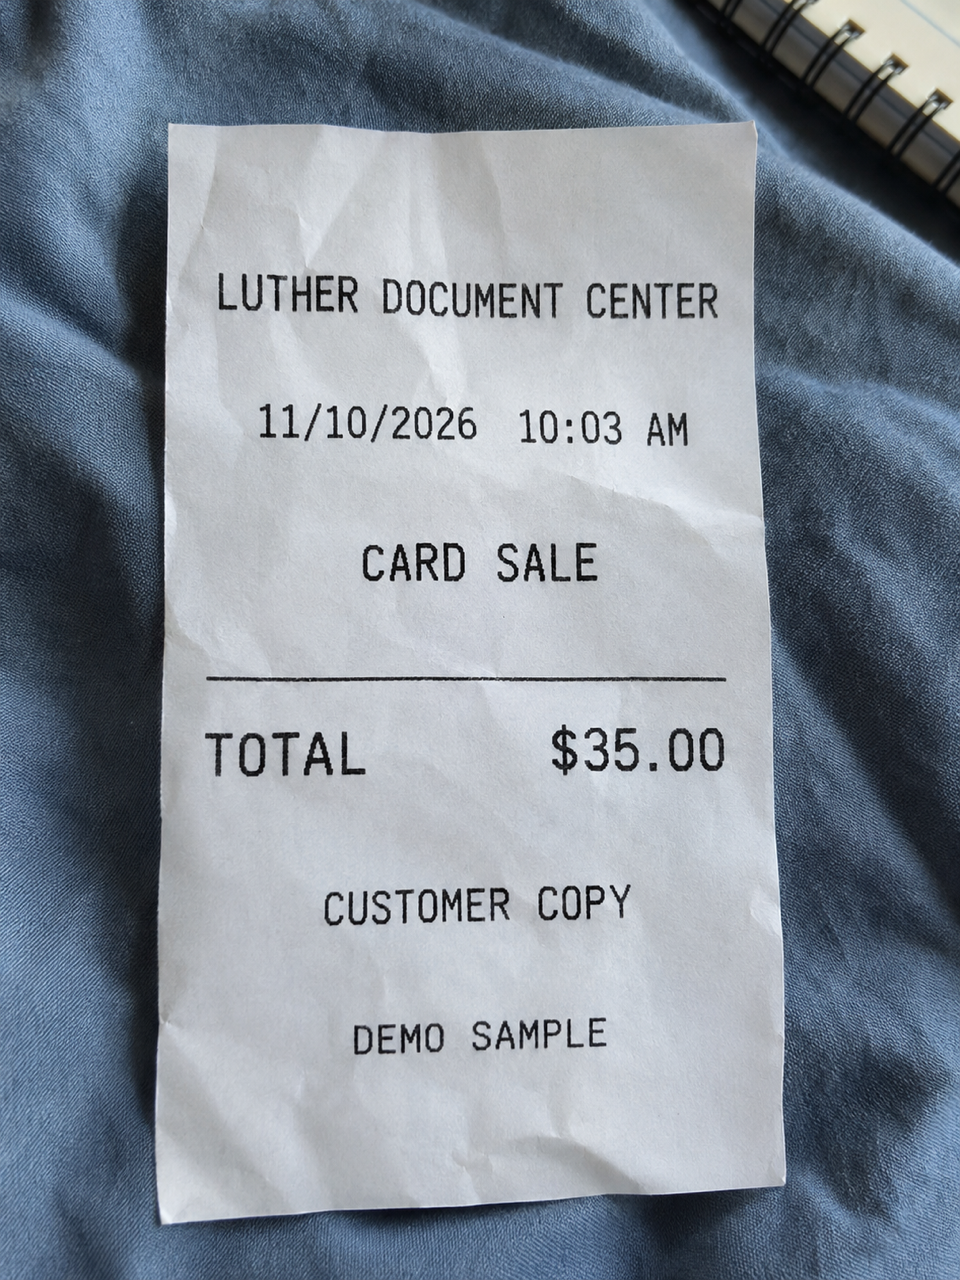 LUTHER DOCUMENT CENTER
11/10/2026 10:03 AM
CARD SALE
TOTAL $35.00
CUSTOMER COPY
DEMO SAMPLE